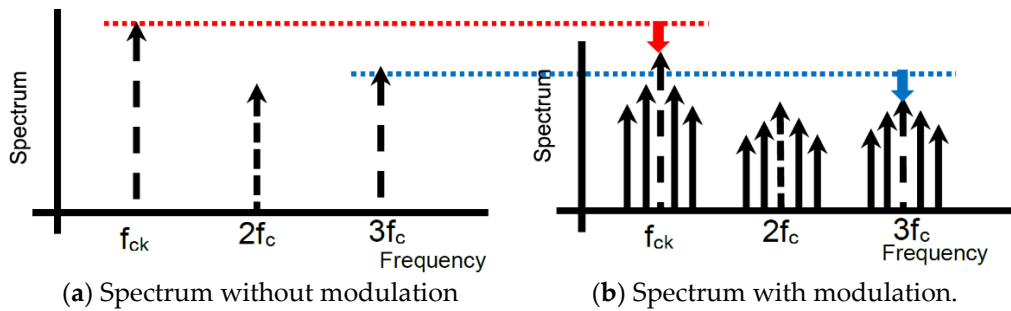 Spectrum
f_ck 2f_c 3f_c
Frequency
(a) Spectrum without modulation
Spectrum
f_ck 2f_c 3f_c
Frequency
(b) Spectrum with modulation.